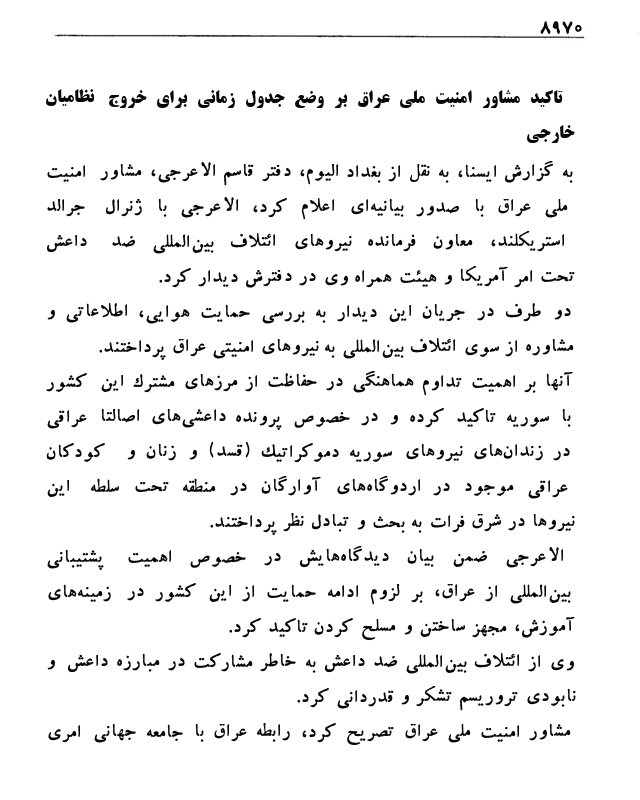 ۸۹۷۰
تاکید مشاور امنیت ملی عراق بر وضع جدول زمانی برای خروج نظامیان
خارجی
به گزارش ایسنا، به نقل از بغداد الیوم، دفتر قاسم الاعرجی، مشاور امنیت
ملی عراق با صدور بیانیه‌ای اعلام کرد، الاعرجی با ژنرال جرالد
استریکلند، معاون فرمانده نیروهای ائتلاف بین‌المللی ضد داعش
تحت امر آمریکا و هیئت همراه وی در دفترش دیدار کرد.
دو طرف در جریان این دیدار به بررسی حمایت هوایی، اطلاعاتی و
مشاوره از سوی ائتلاف بین‌المللی به نیروهای امنیتی عراق پرداختند.
آنها بر اهمیت تداوم هماهنگی در حفاظت از مرزهای مشترک این کشور
با سوریه تاکید کرده و در خصوص پرونده داعشی‌های اصالتا عراقی
در زندان‌های نیروهای سوریه دموکراتیک (قسد) و زنان و کودکان
عراقی موجود در اردوگاه‌های آوارگان در منطقه تحت سلطه این
نیروها در شرق فرات به بحث و تبادل نظر پرداختند.
الاعرجی ضمن بیان دیدگاه‌هایش در خصوص اهمیت پشتیبانی
بین‌المللی از عراق، بر لزوم ادامه حمایت از این کشور در زمینه‌های
آموزش، مجهز ساختن و مسلح کردن تاکید کرد.
وی از ائتلاف بین‌المللی ضد داعش به خاطر مشارکت در مبارزه داعش و
نابودی تروریسم تشکر و قدردانی کرد.
مشاور امنیت ملی عراق تصریح کرد، رابطه عراق با جامعه جهانی امری